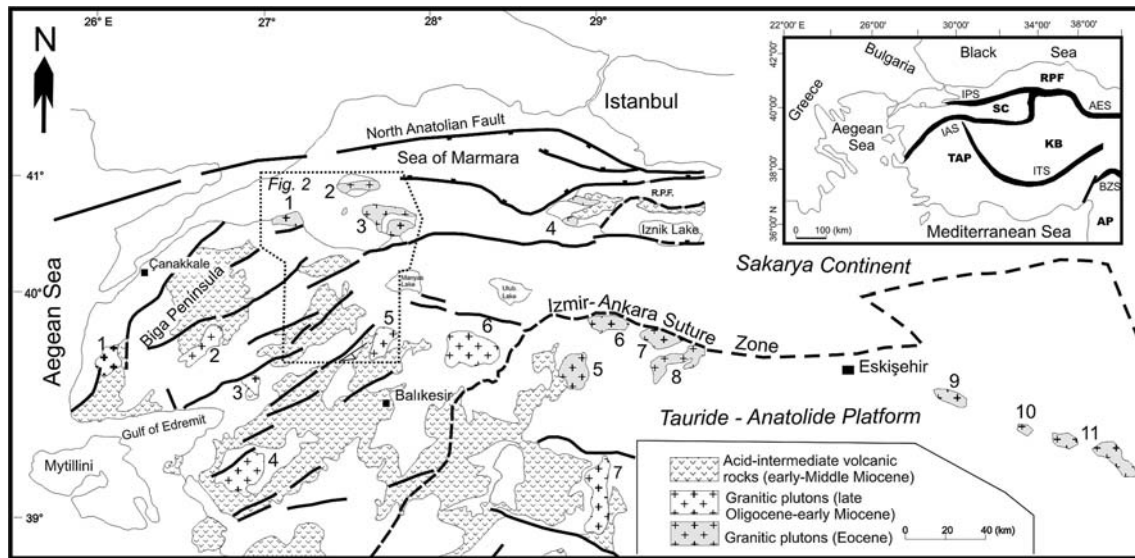 26° E
27°
28°
29°
N
Istanbul
North Anatolian Fault
Sea of Marmara
41°
Fig. 2
2
1
3
R.P.F.
4
Iznik Lake
Çanakkale
Biga Peninsula
Manyas
Lake
Ulub
Lake
40°
Aegean Sea
Sakarya Continent
Izmir- Ankara Suture
Zone
1
2
5
6
6
7
5
8
3
Eskişehir
9
Balıkesir
10
11
Gulf of Edremit
Tauride - Anatolide Platform
Mytillini
4
7
39°
Acid-intermediate volcanic
rocks (early-Middle Miocene)
Granitic plutons (late
Oligocene-early Miocene)
Granitic plutons (Eocene)
0 20 40 (km)
22°00' E
30°00'
34°00'
38°00'
42°00'
40°00'
38°00'
36°00' N
Bulgaria
Black Sea
Greece
IPS
RPF
SC
AES
Aegean
Sea
IAS
TAP
KB
ITS
BZS
AP
0 100 (km)
Mediterranean Sea